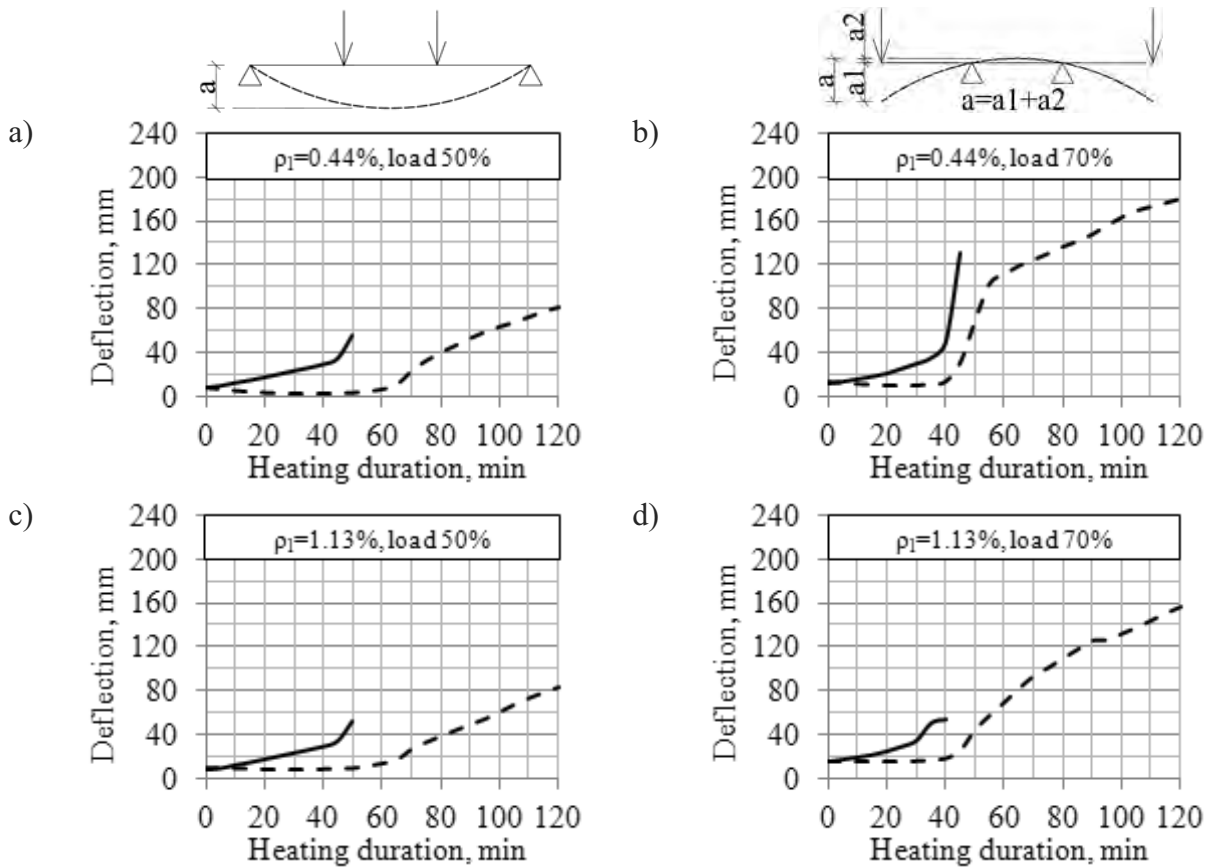 a
a2
a
a1
a=a1+a2
a)
240
200
160
120
80
40
0
Deflection, mm
ρ1=0.44%, load 50%
0 20 40 60 80 100 120
Heating duration, min
b)
240
200
160
120
80
40
0
Deflection, mm
ρ1=0.44%, load 70%
0 20 40 60 80 100 120
Heating duration, min
c)
240
200
160
120
80
40
0
Deflection, mm
ρ1=1.13%, load 50%
0 20 40 60 80 100 120
Heating duration, min
d)
240
200
160
120
80
40
0
Deflection, mm
ρ1=1.13%, load 70%
0 20 40 60 80 100 120
Heating duration, min